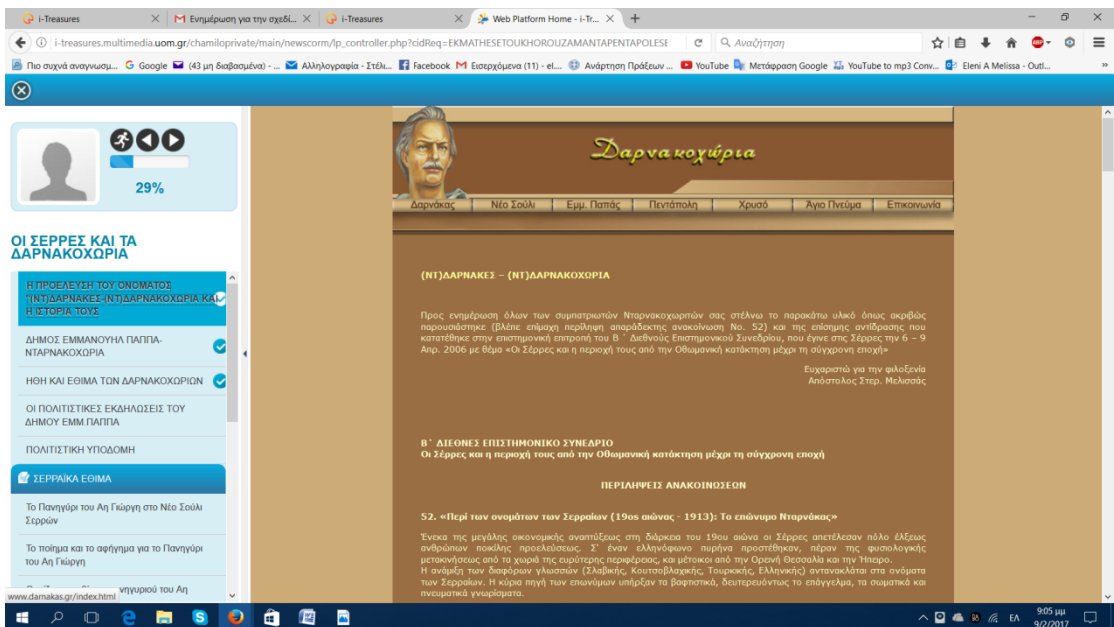 i-Treasures
Ενημέρωση για την σχεδί...
i-Treasures
Web Platform Home - i-Tr...
i-treasures.multimedia.uom.gr/chamiloprivate/main/newscorm/lp_controller.php?cidReq=EKMATHESETOUKHOROUZAMANTAPENTAPOLESE
Αναζήτηση
Πιο συχνά αναγνωσμ...
Google
(43 μη διαβασμένα) - ...
Αλληλογραφία - Στέλι...
Facebook
Εισερχόμενα (11) - el...
Ανάρτηση Πράξεων ...
YouTube
Μετάφραση Google
YouTube to mp3 Conv...
Eleni A Melissa - Outl...
29%
ΟΙ ΣΕΡΡΕΣ ΚΑΙ ΤΑ
ΔΑΡΝΑΚΟΧΩΡΙΑ
Η ΠΡΟΕΛΕΥΣΗ ΤΟΥ ΟΝΟΜΑΤΟΣ
"(ΝΤ)ΔΑΡΝΑΚΕΣ-(ΝΤ)ΔΑΡΝΑΚΟΧΩΡΙΑ ΚΑΙ
Η ΙΣΤΟΡΙΑ ΤΟΥΣ
ΔΗΜΟΣ ΕΜΜΑΝΟΥΗΛ ΠΑΠΠΑ-
ΝΤΑΡΝΑΚΟΧΩΡΙΑ
ΗΘΗ ΚΑΙ ΕΘΙΜΑ ΤΩΝ ΔΑΡΝΑΚΟΧΩΡΙΩΝ
ΟΙ ΠΟΛΙΤΙΣΤΙΚΕΣ ΕΚΔΗΛΩΣΕΙΣ ΤΟΥ
ΔΗΜΟΥ ΕΜΜ.ΠΑΠΠΑ
ΠΟΛΙΤΙΣΤΙΚΗ ΥΠΟΔΟΜΗ
ΣΕΡΡΑΪΚΑ ΕΘΙΜΑ
Το Πανηγύρι του Αη Γιώργη στο Νέο Σούλι
Σερρών
Το ποίημα και το αφήγημα για το Πανηγύρι
του Αη Γιώργη
νηγυριού του Αη
www.darnakas.gr/index.html
Δαρνακοχώρια
Δαρνάκας
Νέο Σούλι
Εμμ. Παπάς
Πεντάπολη
Χρυσό
Άγιο Πνεύμα
Επικοινωνία
(ΝΤ)ΔΑΡΝΑΚΕΣ – (ΝΤ)ΔΑΡΝΑΚΟΧΩΡΙΑ
Προς ενημέρωση όλων των συμπατριωτών Νταρνακοχωριτών σας στέλνω το παρακάτω υλικό όπως ακριβώς
παρουσιάστηκε (βλέπε επίμαχη περίληψη απαράδεκτης ανακοίνωση Νο. 52) και της επίσημης αντίδρασης που
κατατέθηκε στην επιστημονική επιτροπή του Β ΄ Διεθνούς Επιστημονικού Συνεδρίου, που έγινε στις Σέρρες την 6 – 9
Απρ. 2006 με θέμα «Οι Σέρρες και η περιοχή τους από την Οθωμανική κατάκτηση μέχρι τη σύγχρονη εποχή»
Ευχαριστώ για την φιλοξενία
Απόστολος Στερ. Μελισσάς
Β΄ ΔΙΕΘΝΕΣ ΕΠΙΣΤΗΜΟΝΙΚΟ ΣΥΝΕΔΡΙΟ
Οι Σέρρες και η περιοχή τους από την Οθωμανική κατάκτηση μέχρι τη σύγχρονη εποχή
ΠΕΡΙΛΗΨΕΙΣ ΑΝΑΚΟΙΝΩΣΕΩΝ
52. «Περί των ονομάτων των Σερραίων (19os αιώνας - 1913): Το επώνυμο Νταρνάκας»
Ένεκα της μεγάλης οικονομικής αναπτύξεως στη διάρκεια του 19ου αιώνα οι Σέρρες απετέλεσαν πόλο έλξεως
ανθρώπων ποικίλης προελεύσεως. Σ' έναν ελληνόφωνο πυρήνα προστέθηκαν, πέραν της φυσιολογικής
μετακινήσεως από τα χωριά της ευρύτερης περιφέρειας, και μέτοικοι από την Ορεινή Θεσσαλία και την Ήπειρο.
Η ανάμιξη των διαφόρων γλωσσών (Σλαβικής, Κουτσοβλαχικής, Τουρκικής, Ελληνικής) αντανακλάται στα ονόματα
των Σερραίων. Η κύρια πηγή των επωνύμων υπήρξαν τα βαφτιστικά, δευτερευόντως το επάγγελμα, τα σωματικά και
πνευματικά γνωρίσματα.
ΕΛ
9:05 μμ
9/2/2017